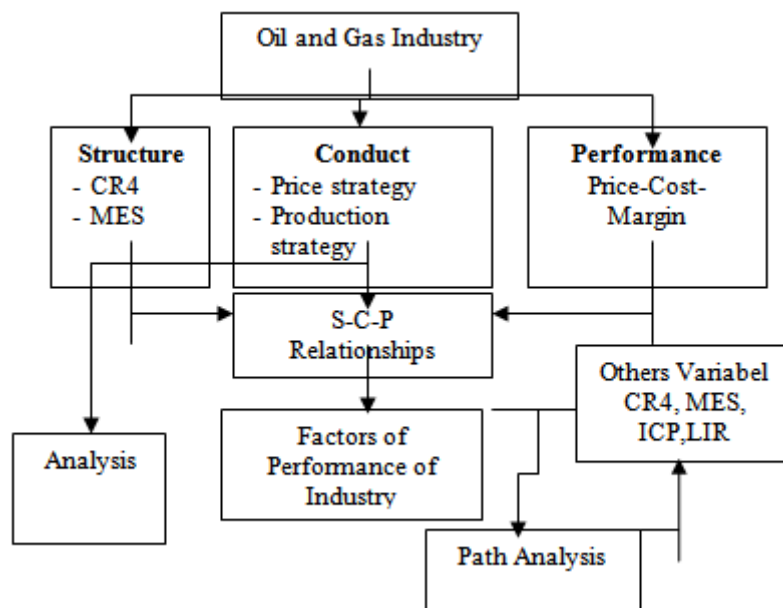 Oil and Gas Industry
Structure
- CR4
- MES
Conduct
- Price strategy
- Production
strategy
Performance
Price-Cost-
Margin
S-C-P
Relationships
Others Variabel
CR4, MES,
ICP,LIR
Analysis
Factors of
Performance of
Industry
Path Analysis